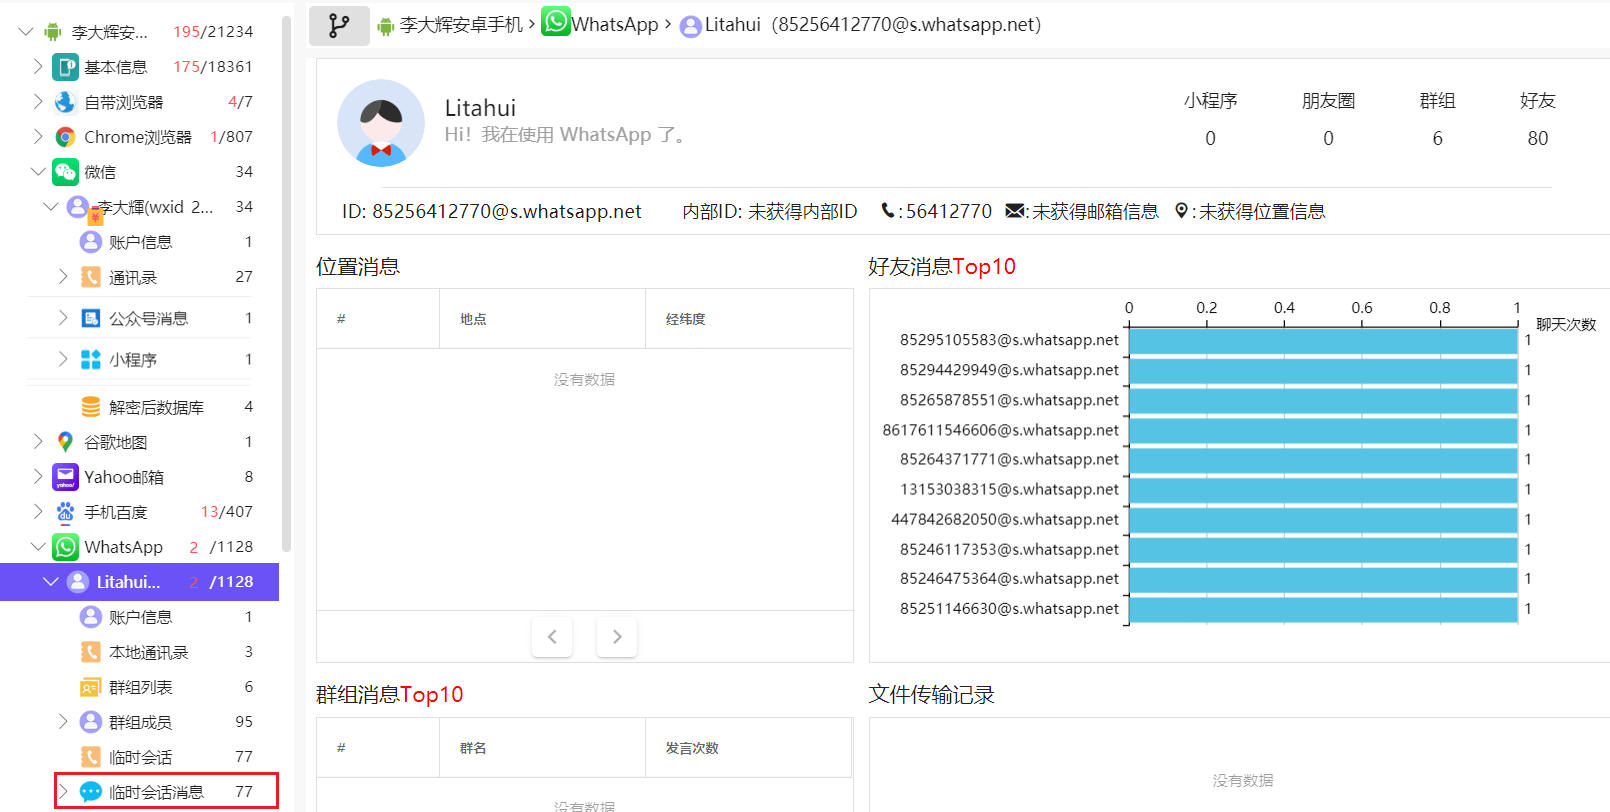 李大辉安... 195/21234
基本信息 175/18361
自带浏览器 4/7
Chrome浏览器 1/807
微信 34
李大輝(wxid 2... 34
账户信息 1
通讯录 27
公众号消息 1
小程序 1
解密后数据库 4
谷歌地图 1
Yahoo邮箱 8
手机百度 13/407
WhatsApp 2 /1128
Litahui... 2 /1128
账户信息 1
本地通讯录 3
群组列表 6
群组成员 95
临时会话 77
临时会话消息 77
李大辉安卓手机 › WhatsApp › Litahui（85256412770@s.whatsapp.net）
Litahui
Hi！我在使用 WhatsApp 了。
小程序 朋友圈 群组 好友
0 0 6 80
ID: 85256412770@s.whatsapp.net 内部ID: 未获得内部ID :56412770 :未获得邮箱信息 :未获得位置信息
位置消息
# 地点 经纬度
没有数据
好友消息Top10
0 0.2 0.4 0.6 0.8 1
聊天次数
85295105583@s.whatsapp.net 1
85294429949@s.whatsapp.net 1
85265878551@s.whatsapp.net 1
8617611546606@s.whatsapp.net 1
85264371771@s.whatsapp.net 1
13153038315@s.whatsapp.net 1
447842682050@s.whatsapp.net 1
85246117353@s.whatsapp.net 1
85246475364@s.whatsapp.net 1
85251146630@s.whatsapp.net 1
群组消息Top10
# 群名 发言次数
没有数据
文件传输记录
没有数据